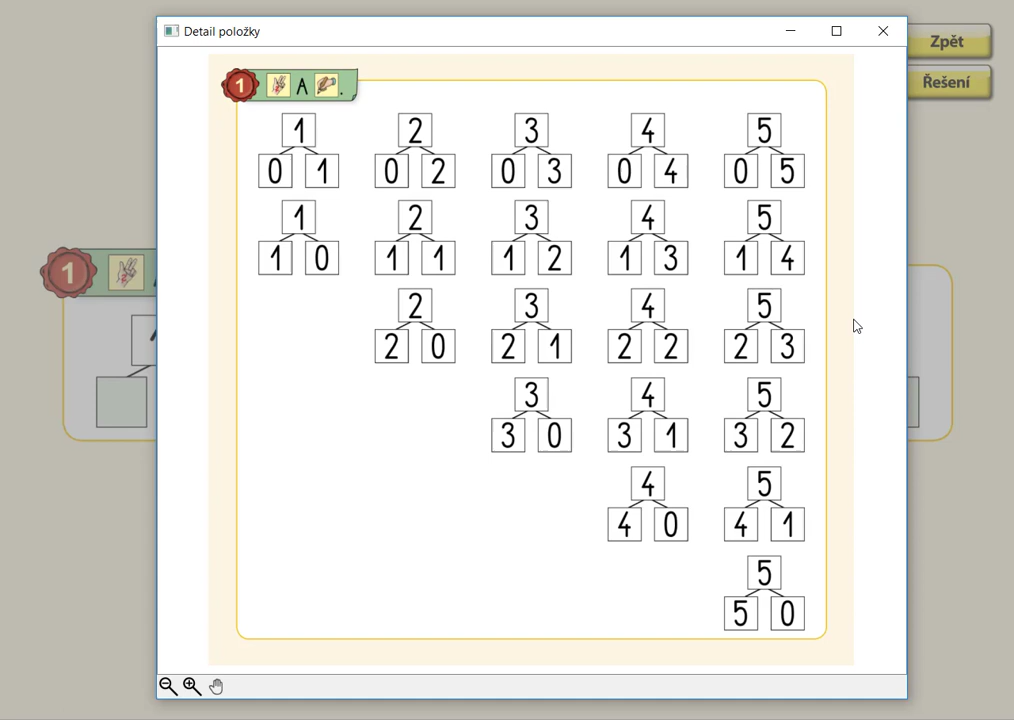 Detail položky
Zpět
Řešení
1 A .
1 2 3 4 5
0 1 0 2 0 3 0 4 0 5
1 2 3 4 5
1 0 1 1 1 2 1 3 1 4
2 3 4 5
2 0 2 1 2 2 2 3
3 4 5
3 0 3 1 3 2
4 5
4 0 4 1
5
5 0
1